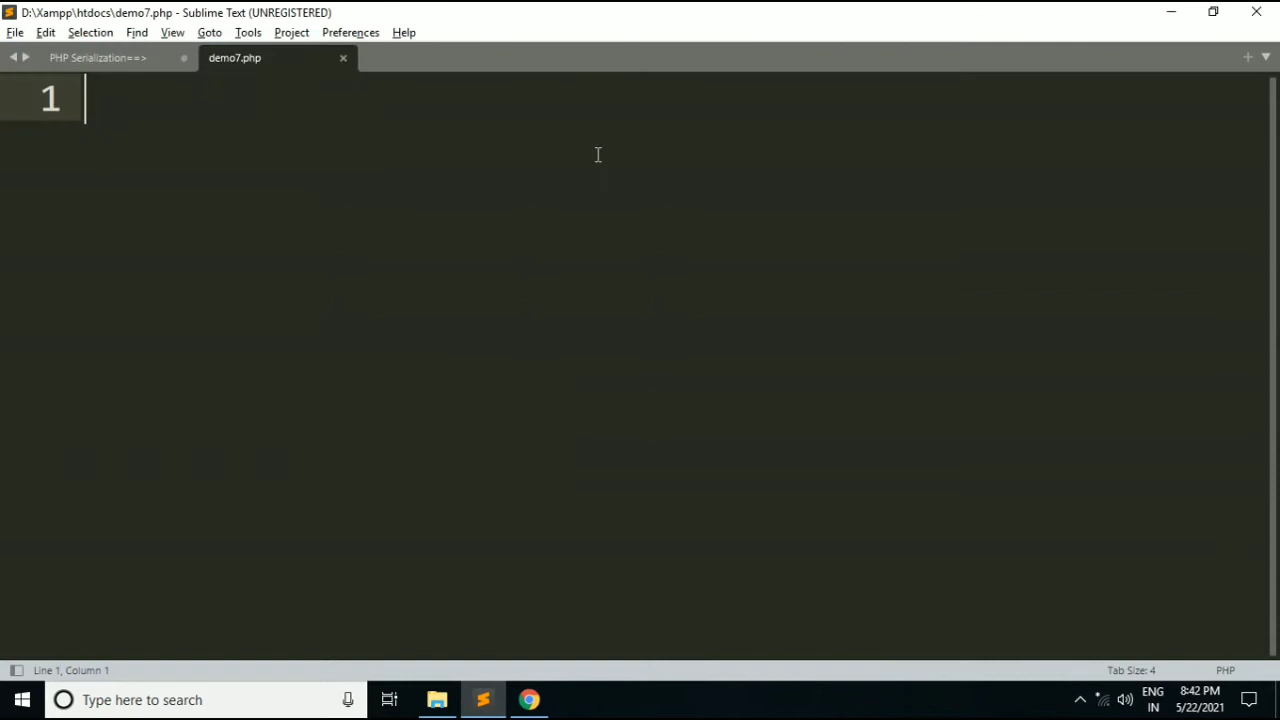 D:\Xampp\htdocs\demo7.php - Sublime Text (UNREGISTERED)
File Edit Selection Find View Goto Tools Project Preferences Help
PHP Serialization==> demo7.php
1
Line 1, Column 1 Tab Size: 4 PHP
Type here to search
ENG
IN
8:42 PM
5/22/2021